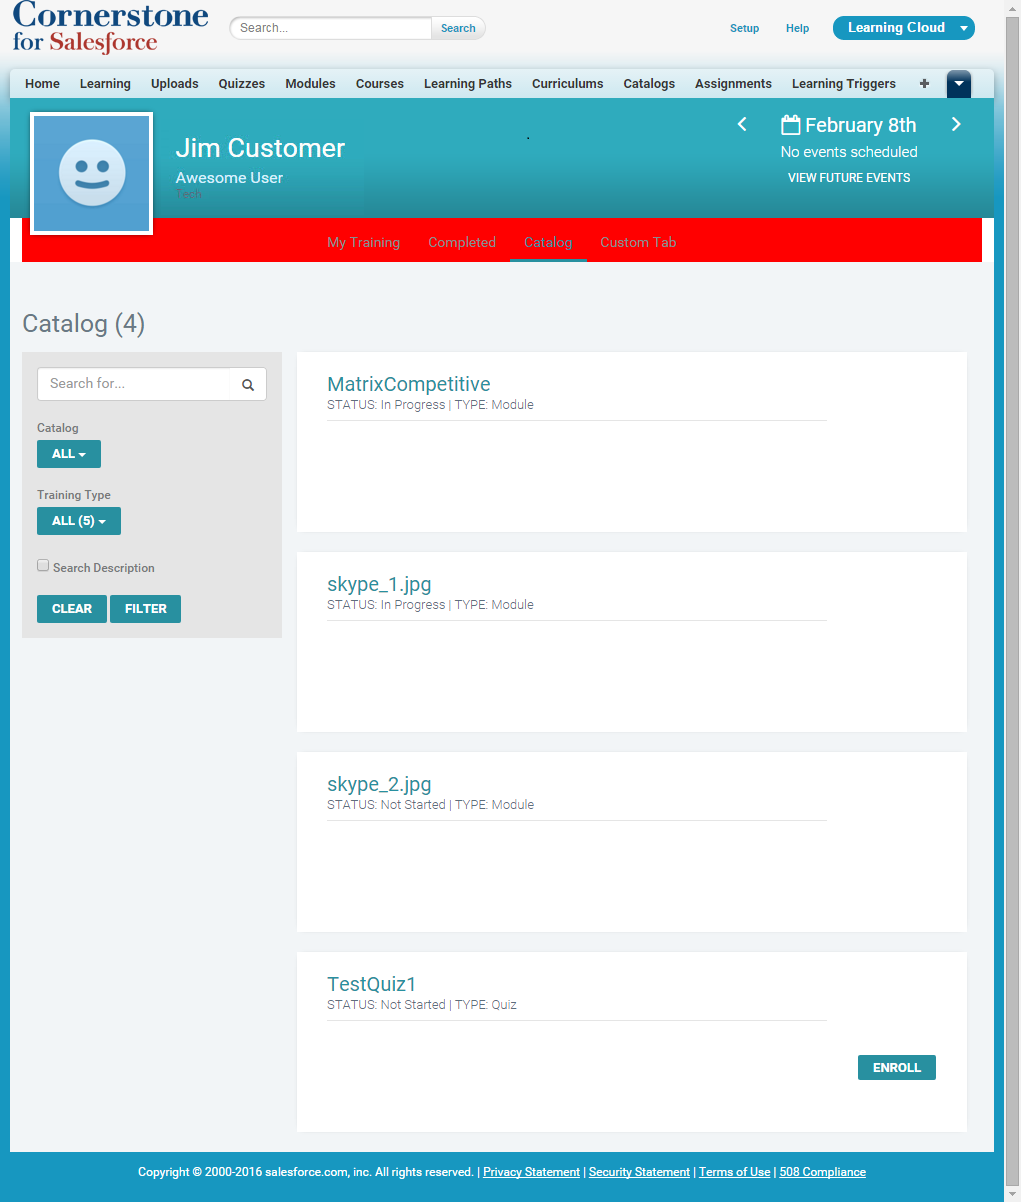 Cornerstone
for Salesforce
Search...
Search
Setup
Help
Learning Cloud
Home Learning Uploads Quizzes Modules Courses Learning Paths Curriculums Catalogs Assignments Learning Triggers
Jim Customer
Awesome User
Tech
February 8th
No events scheduled
VIEW FUTURE EVENTS
My Training Completed Catalog Custom Tab
Catalog (4)
Search for...
Catalog
ALL
Training Type
ALL (5)
Search Description
CLEAR FILTER
MatrixCompetitive
STATUS: In Progress | TYPE: Module
skype_1.jpg
STATUS: In Progress | TYPE: Module
skype_2.jpg
STATUS: Not Started | TYPE: Module
TestQuiz1
STATUS: Not Started | TYPE: Quiz
ENROLL
Copyright © 2000-2016 salesforce.com, inc. All rights reserved. | Privacy Statement | Security Statement | Terms of Use | 508 Compliance